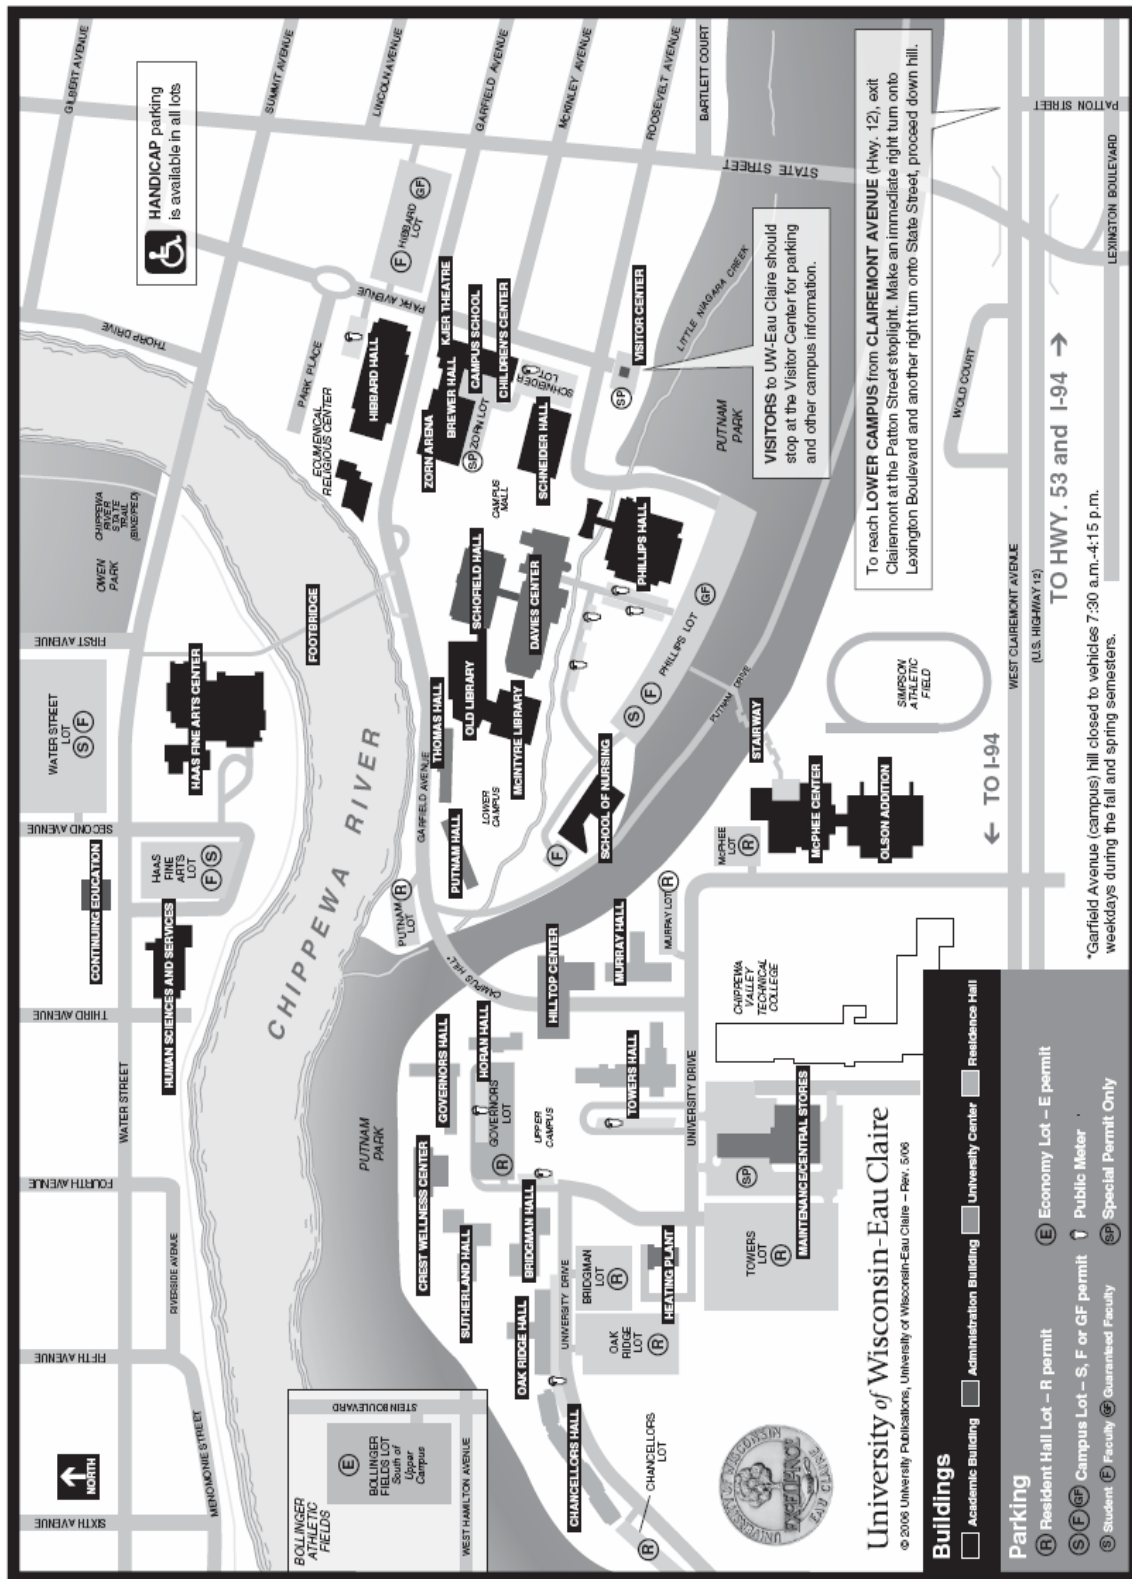 GILBERT AVENUE
SUMMIT AVENUE
LINCOLN AVENUE
GARFIELD AVENUE
MCKINLEY AVENUE
ROOSEVELT AVENUE
BARTLETT COURT
STATE STREET
PATTON STREET
LEXINGTON BOULEVARD
HANDICAP parking
is available in all lots
To reach LOWER CAMPUS from CLAIREMONT AVENUE (Hwy. 12), exit
Clairemont at the Patton Street stoplight. Make an immediate right turn onto
Lexington Boulevard and another right turn onto State Street, proceed down hill.
VISITORS to UW-Eau Claire should
stop at the Visitor Center for parking
and other campus information.
THORP DRIVE
PARK PLACE
PARK AVENUE
F HIBBARD GF
LOT
ECUMENICAL
RELIGIOUS CENTER
HIBBARD HALL
KJER THEATRE
CAMPUS SCHOOL
CHILDREN'S CENTER
BREWER HALL
ZORN ARENA
SP ZORN LOT
SCHNEIDER
LOT
SCHNEIDER HALL
VISITOR CENTER
SP
LITTLE NIAGARA CREEK
PUTNAM
PARK
WOLD COURT
TO HWY. 53 and I-94 →
WEST CLAIREMONT AVENUE
(U.S. HIGHWAY 12)
← TO I-94
CHIPPEWA
RIVER
STATE
TRAIL
(BIKE/PED)
OWEN
PARK
FIRST AVENUE
FOOTBRIDGE
CAMPUS
MALL
SCHOFIELD HALL
DAVIES CENTER
PHILLIPS HALL
PHILLIPS LOT GF
S F
PUTNAM DRIVE
STAIRWAY
SIMPSON
ATHLETIC
FIELD
WATER STREET
LOT
S F
HAAS FINE ARTS CENTER
SECOND AVENUE
HAAS
FINE
ARTS
LOT
F S
CONTINUING EDUCATION
HUMAN SCIENCES AND SERVICES
CHIPPEWA RIVER
GARFIELD AVENUE
THOMAS HALL
OLD LIBRARY
McINTYRE LIBRARY
LOWER
CAMPUS
PUTNAM HALL
SCHOOL OF NURSING
F
PUTNAM R
LOT
CAMPUS HILL*
McPHEE
LOT
R
McPHEE CENTER
OLSON ADDITION
MURRAY LOT R
MURRAY HALL
HILLTOP CENTER
CHIPPEWA
VALLEY
TECHNICAL
COLLEGE
THIRD AVENUE
WATER STREET
FOURTH AVENUE
RIVERSIDE AVENUE
FIFTH AVENUE
MENOMONIE STREET
SIXTH AVENUE
NORTH
PUTNAM
PARK
GOVERNORS HALL
HORAN HALL
GOVERNORS
LOT
R
UPPER
CAMPUS
TOWERS HALL
UNIVERSITY DRIVE
CREST WELLNESS CENTER
SUTHERLAND HALL
BRIDGMAN HALL
OAK RIDGE HALL
UNIVERSITY DRIVE
BRIDGMAN
LOT
R
HEATING PLANT
OAK
RIDGE
LOT
R
TOWERS
LOT
R
SP
MAINTENANCE/CENTRAL STORES
CHANCELLORS HALL
CHANCELLORS
LOT
R
BOLLINGER
ATHLETIC
FIELDS
STEIN BOULEVARD
E
BOLLINGER
FIELDS LOT
South of
Upper
Campus
WEST HAMILTON AVENUE
University of Wisconsin-Eau Claire
© 2006 University Publications, University of Wisconsin-Eau Claire – Rev. 5/06
*Garfield Avenue (campus) hill closed to vehicles 7:30 a.m.-4:15 p.m.
weekdays during the fall and spring semesters.
Buildings
Academic Building Administration Building University Center Residence Hall
Parking
R Resident Hall Lot – R permit E Economy Lot – E permit
S F GF Campus Lot – S, F or GF permit Public Meter
S Student F Faculty GF Guaranteed Faculty SP Special Permit Only